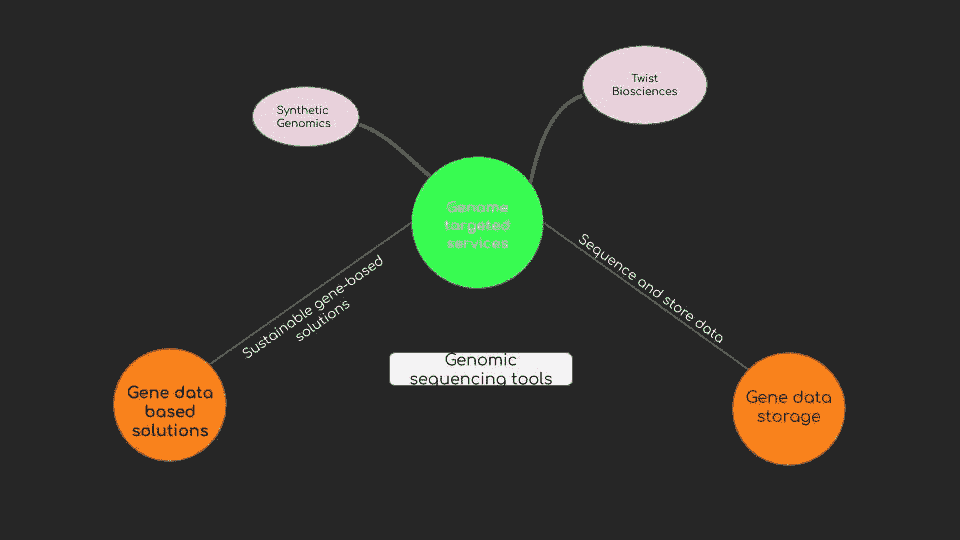 Twist
Biosciences
Synthetic
Genomics
Genome
targeted
services
Sustainable gene-based
solutions
Sequence and store data
Genomic
sequencing tools
Gene data
based
solutions
Gene data
storage